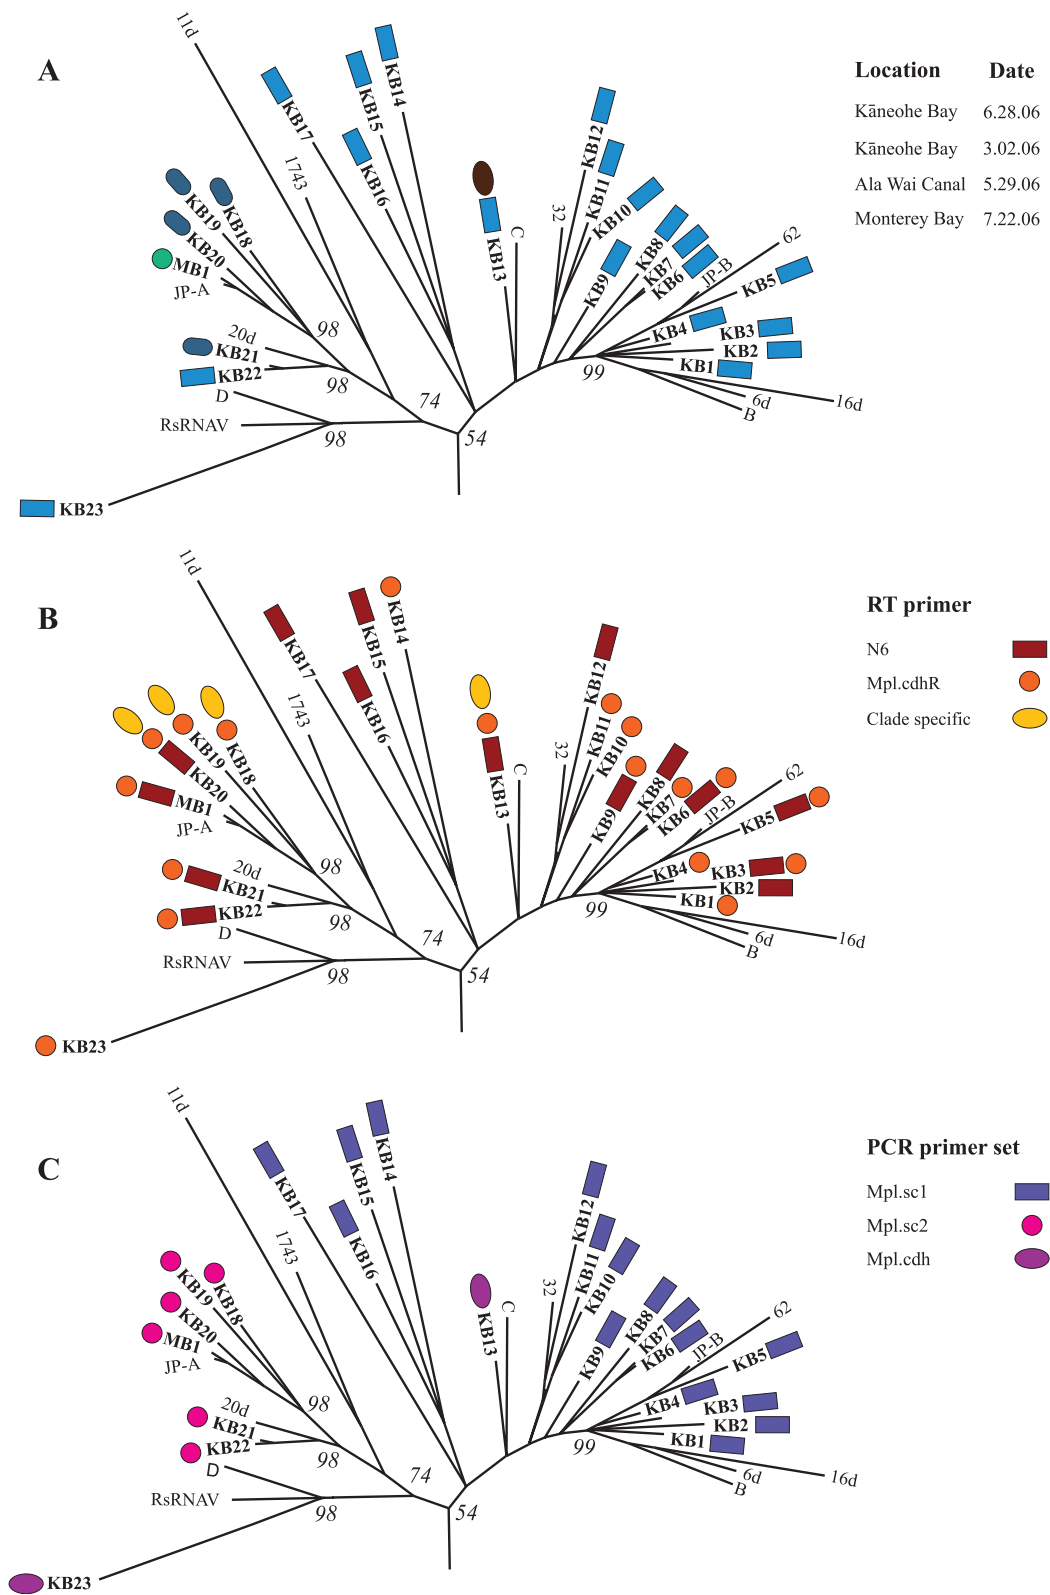 A
Location Date
Kāneohe Bay 6.28.06
Kāneohe Bay 3.02.06
Ala Wai Canal 5.29.06
Monterey Bay 7.22.06
11d
KB17
KB15
KB14
KB16
1743
KB13
C
32
KB12
KB11
KB10
KB9
KB8
KB7
KB6
JP-B
62
KB5
KB4
KB3
KB2
KB1
16d
6d
B
99
KB19
KB18
KB20
MB1
JP-A
98
20d
KB21
KB22
98
D
74
RsRNAV
98
54
KB23
B
RT primer
N6
Mpl.cdhR
Clade specific
11d
KB17
KB15
KB14
KB16
1743
KB13
C
32
KB12
KB11
KB10
KB9
KB8
KB7
KB6
JP-B
62
KB5
KB4
KB3
KB2
KB1
16d
6d
B
99
KB19
KB18
KB20
MB1
JP-A
98
20d
KB21
KB22
98
D
74
RsRNAV
98
54
KB23
C
PCR primer set
Mpl.sc1
Mpl.sc2
Mpl.cdh
11d
KB17
KB15
KB14
KB16
1743
KB13
C
32
KB12
KB11
KB10
KB9
KB8
KB7
KB6
JP-B
62
KB5
KB4
KB3
KB2
KB1
16d
6d
B
99
KB19
KB18
KB20
MB1
JP-A
98
20d
KB21
KB22
98
D
74
RsRNAV
98
54
KB23